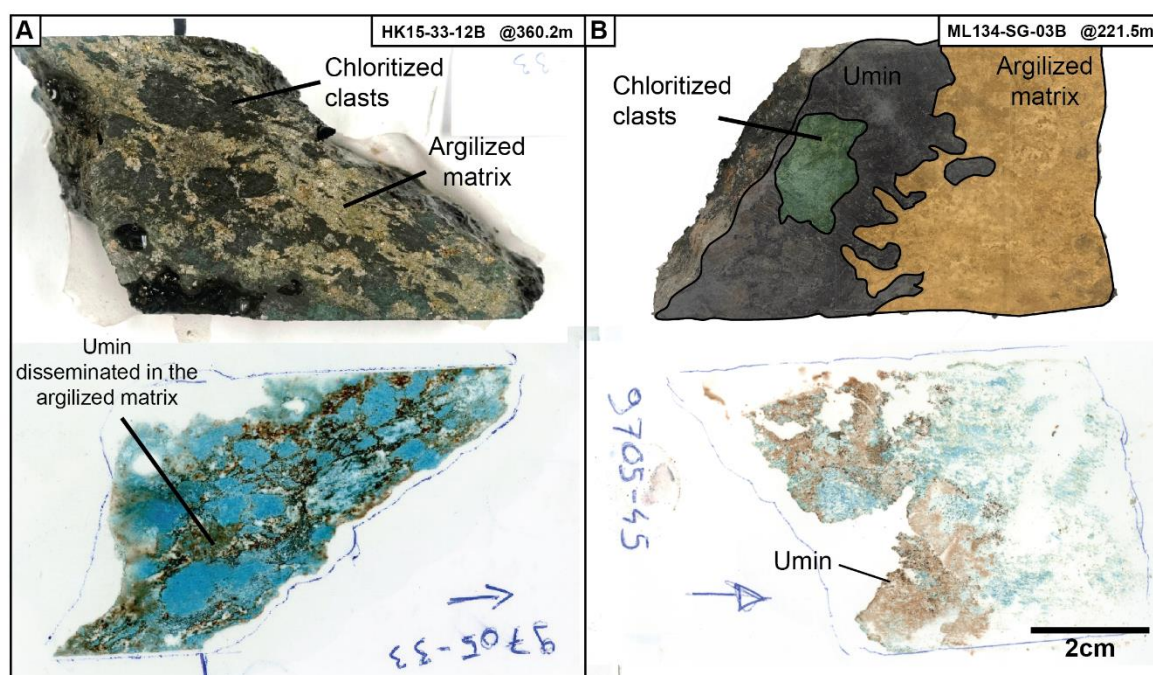 A
HK15-33-12B @360.2m
Chloritized
clasts
Argilized
matrix
Umin
disseminated in the
argilized matrix
9705-33
B
ML134-SG-03B @221.5m
Chloritized
clasts
Umin
Argilized
matrix
9705-45
Umin
2cm